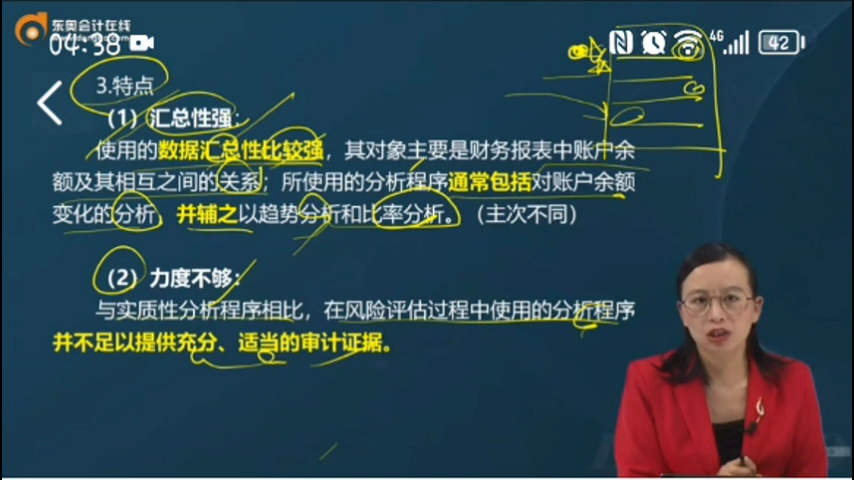 东奥会计在线
04:38
4G
42
3.特点
（1）汇总性强：
使用的数据汇总性比较强，其对象主要是财务报表中账户余
额及其相互之间的关系；所使用的分析程序通常包括对账户余额
变化的分析，并辅之以趋势分析和比率分析。（主次不同）
（2）力度不够：
与实质性分析程序相比，在风险评估过程中使用的分析程序
并不足以提供充分、适当的审计证据。